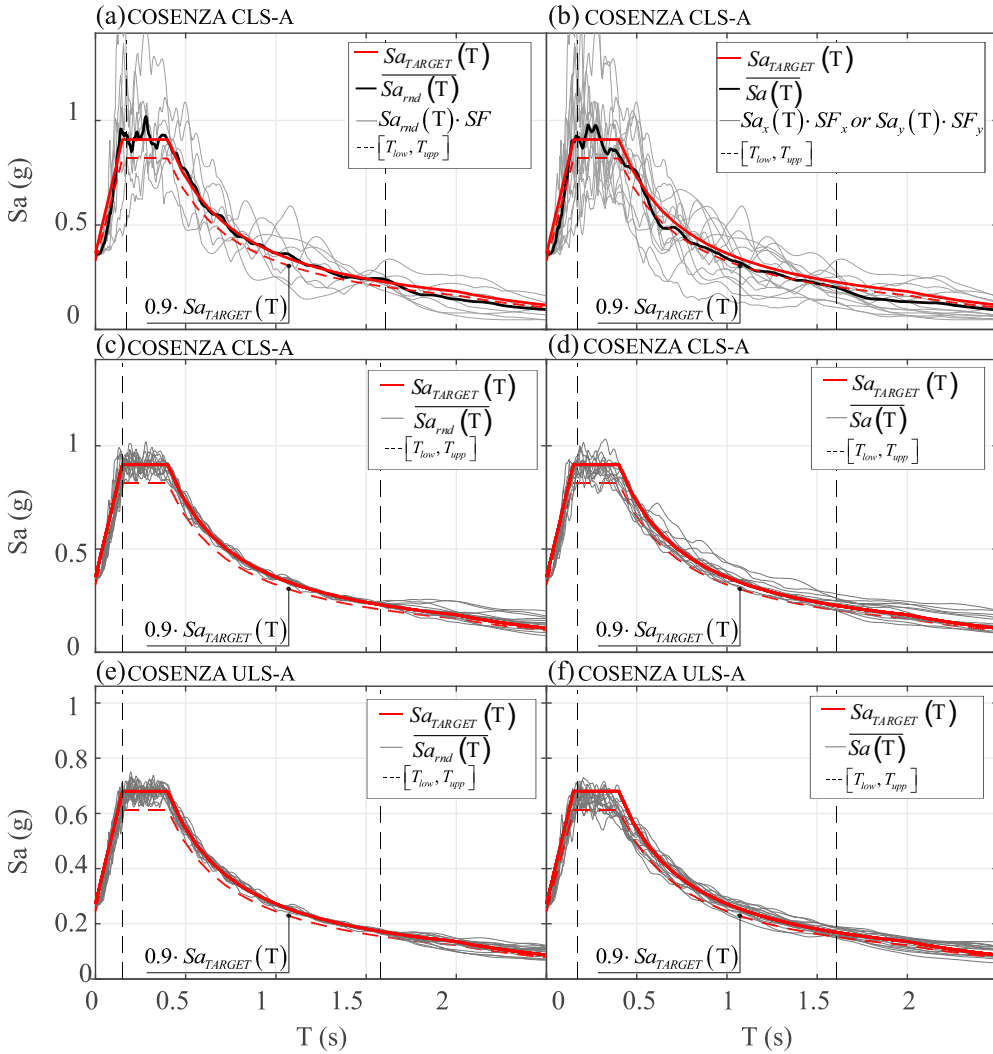 (a) COSENZA CLS-A
Sa_TARGET (T)
Sa_rnd (T)
Sa_rnd (T) · SF
[T_low, T_upp]
Sa (g)
1
0.5
0
0.9 · Sa_TARGET (T)
(b) COSENZA CLS-A
Sa_TARGET (T)
Sa (T)
Sa_x (T) · SF_x or Sa_y (T) · SF_y
[T_low, T_upp]
0.9 · Sa_TARGET (T)
(c) COSENZA CLS-A
Sa_TARGET (T)
Sa_rnd (T)
[T_low, T_upp]
Sa (g)
1
0.5
0
0.9 · Sa_TARGET (T)
(d) COSENZA CLS-A
Sa_TARGET (T)
Sa (T)
[T_low, T_upp]
0.9 · Sa_TARGET (T)
(e) COSENZA ULS-A
Sa_TARGET (T)
Sa_rnd (T)
[T_low, T_upp]
Sa (g)
1
0.8
0.6
0.4
0.2
0
0.9 · Sa_TARGET (T)
0 0.5 1 1.5 2
T (s)
(f) COSENZA ULS-A
Sa_TARGET (T)
Sa (T)
[T_low, T_upp]
0.9 · Sa_TARGET (T)
0 0.5 1 1.5 2
T (s)